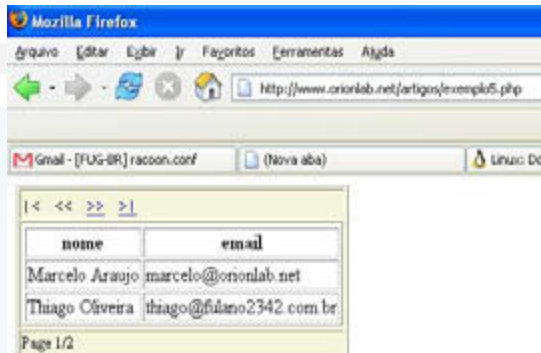 Mozilla Firefox
Arquivo Editar Exibir Ir Favoritos Ferramentas Ajuda
http://www.orionlab.net/artigos/exemplo5.php
Gmail - [FUG-BR] racoon.conf (Nova aba) Linux: Do
|< << >> >|
nome email
Marcelo Araujo marcelo@orionlab.net
Thiago Oliveira thiago@fulano2342.com.br
Page 1/2